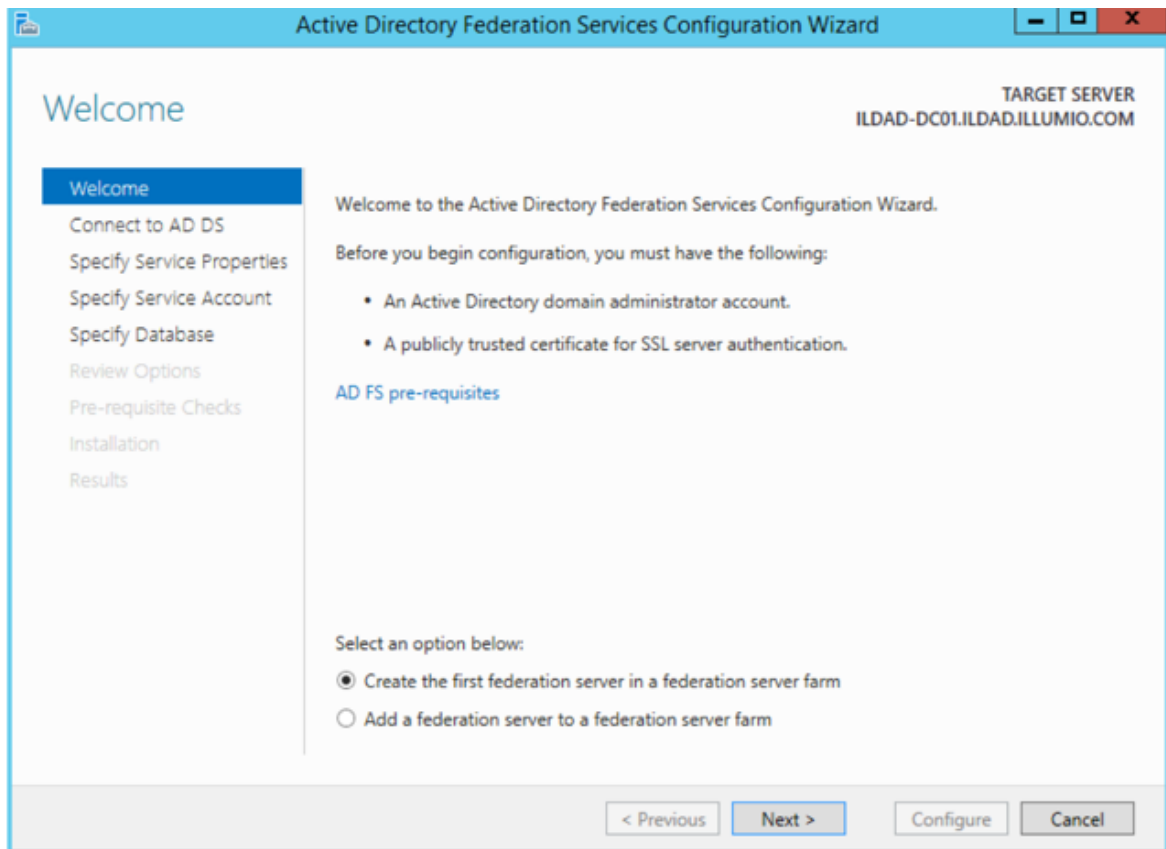 Active Directory Federation Services Configuration Wizard
Welcome
TARGET SERVER
ILDAD-DC01.ILDAD.ILLUMIO.COM
Welcome
Connect to AD DS
Specify Service Properties
Specify Service Account
Specify Database
Review Options
Pre-requisite Checks
Installation
Results
Welcome to the Active Directory Federation Services Configuration Wizard.
Before you begin configuration, you must have the following:
• An Active Directory domain administrator account.
• A publicly trusted certificate for SSL server authentication.
AD FS pre-requisites
Select an option below:
Create the first federation server in a federation server farm
Add a federation server to a federation server farm
< Previous
Next >
Configure
Cancel